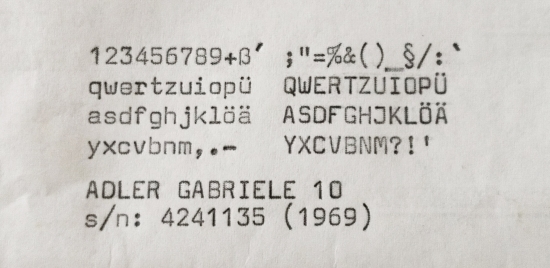 123456789+ß´ ;"=%&()_§/:`
qwertzuiopü QWERTZUIOPÜ
asdfghjklöä ASDFGHJKLÖÄ
yxcvbnm,.- YXCVBNM?!'
ADLER GABRIELE 10
s/n: 4241135 (1969)